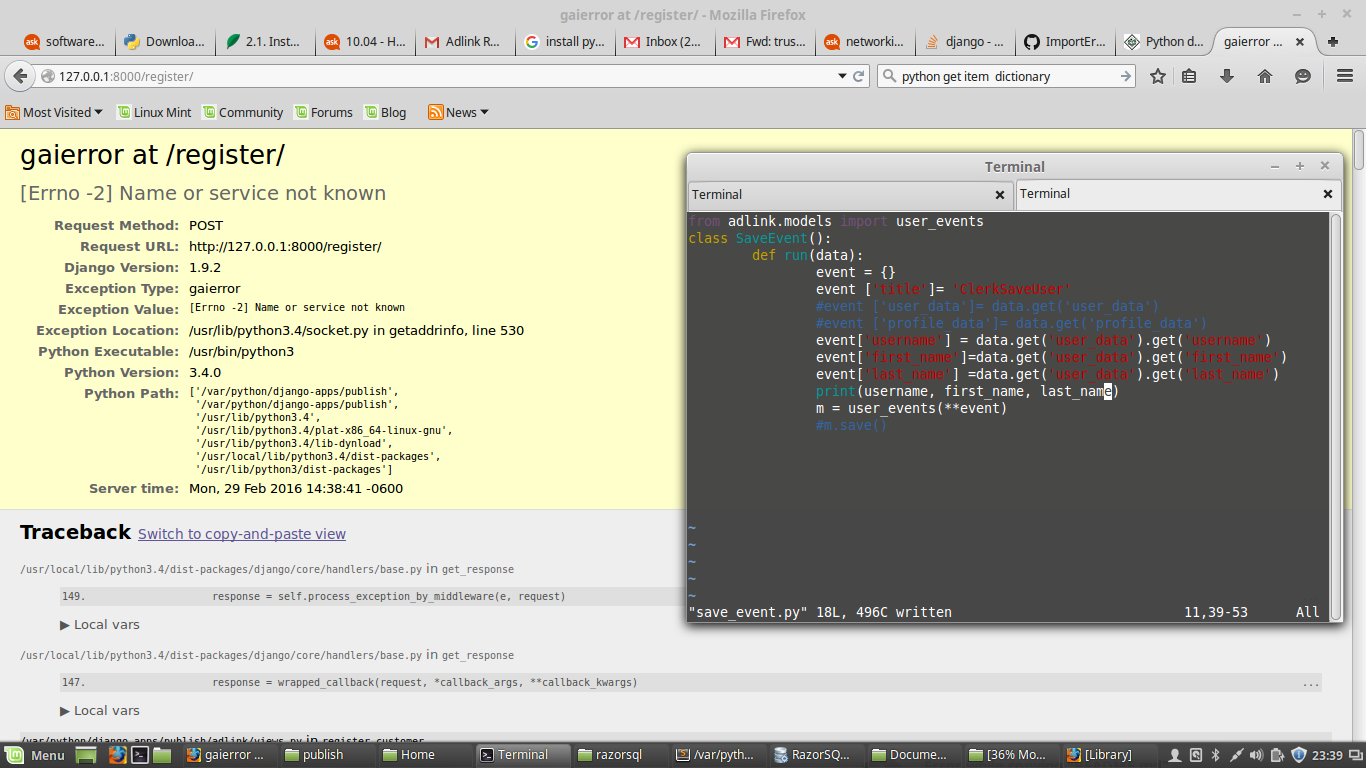 gaierror at /register/ - Mozilla Firefox
software... Downloa... 2.1. Inst... 10.04 - H... Adlink R... install py... Inbox (2... Fwd: trus... networki... django - ... ImportEr... Python d... gaierror ...
127.0.0.1:8000/register/
python get item dictionary
Most Visited Linux Mint Community Forums Blog News
gaierror at /register/
[Errno -2] Name or service not known
Request Method: POST
Request URL: http://127.0.0.1:8000/register/
Django Version: 1.9.2
Exception Type: gaierror
Exception Value: [Errno -2] Name or service not known
Exception Location: /usr/lib/python3.4/socket.py in getaddrinfo, line 530
Python Executable: /usr/bin/python3
Python Version: 3.4.0
Python Path: ['/var/python/django-apps/publish',
'/var/python/django-apps/publish',
'/usr/lib/python3.4',
'/usr/lib/python3.4/plat-x86_64-linux-gnu',
'/usr/lib/python3.4/lib-dynload',
'/usr/local/lib/python3.4/dist-packages',
'/usr/lib/python3/dist-packages']
Server time: Mon, 29 Feb 2016 14:38:41 -0600
Traceback Switch to copy-and-paste view
/usr/local/lib/python3.4/dist-packages/django/core/handlers/base.py in get_response
149. response = self.process_exception_by_middleware(e, request)
▶ Local vars
/usr/local/lib/python3.4/dist-packages/django/core/handlers/base.py in get_response
147. response = wrapped_callback(request, *callback_args, **callback_kwargs) ...
▶ Local vars
/var/python/django-apps/publish/adlink/views.py in register_customer
Terminal
Terminal
Terminal
from adlink.models import user_events
class SaveEvent():
def run(data):
event = {}
event ['title']= 'ClerkSaveUser'
#event ['user_data']= data.get('user_data')
#event ['profile_data']= data.get('profile_data')
event['username'] = data.get('user_data').get('username')
event['first_name']=data.get('user_data').get('first_name')
event['last_name'] =data.get('user_data').get('last_name')
print(username, first_name, last_name)
m = user_events(**event)
#m.save()
~
~
~
~
~
"save_event.py" 18L, 496C written 11,39-53 All
Menu gaierror ... publish Home Terminal razorsql /var/pyth... RazorSQ... Docume... [36% Mo... [Library] 23:39